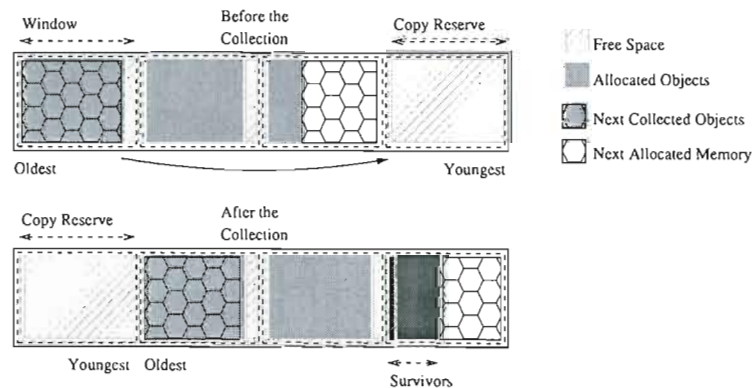 Window
Before the
Collection
Copy Reserve
Free Space
Allocated Objects
Next Collected Objects
Next Allocated Memory
Oldest
Youngest
Copy Reserve
After the
Collection
Youngest
Oldest
Survivors